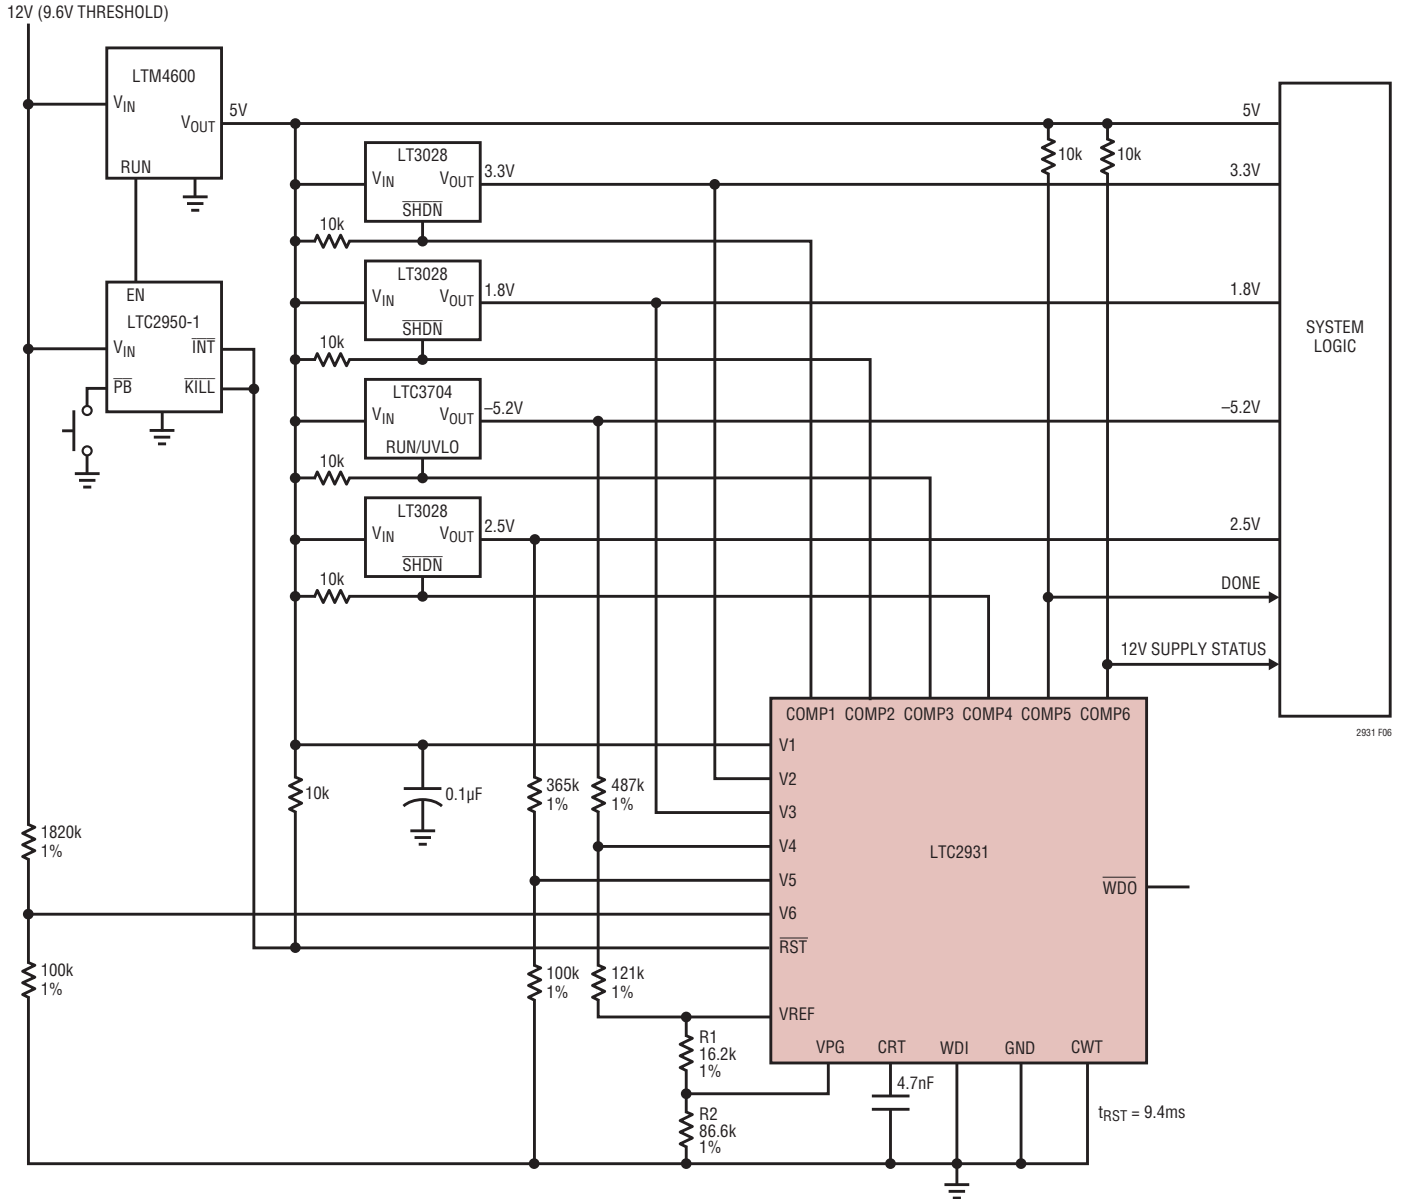 12V (9.6V THRESHOLD)
LTM4600
VIN
VOUT
RUN
5V
5V
LT3028
VIN
VOUT
SHDN
3.3V
10k
10k
3.3V
10k
LT3028
VIN
VOUT
SHDN
1.8V
1.8V
EN
LTC2950-1
VIN
INT
PB
KILL
SYSTEM
LOGIC
10k
LTC3704
VIN
VOUT
RUN/UVLO
–5.2V
–5.2V
10k
LT3028
VIN
VOUT
SHDN
2.5V
2.5V
10k
DONE
12V SUPPLY STATUS
COMP1
COMP2
COMP3
COMP4
COMP5
COMP6
2931 F06
V1
V2
V3
V4
V5
V6
RST
VREF
LTC2931
WDO
10k
0.1µF
365k
1%
487k
1%
1820k
1%
100k
1%
100k
1%
121k
1%
R1
16.2k
1%
VPG
CRT
WDI
GND
CWT
4.7nF
R2
86.6k
1%
tRST = 9.4ms